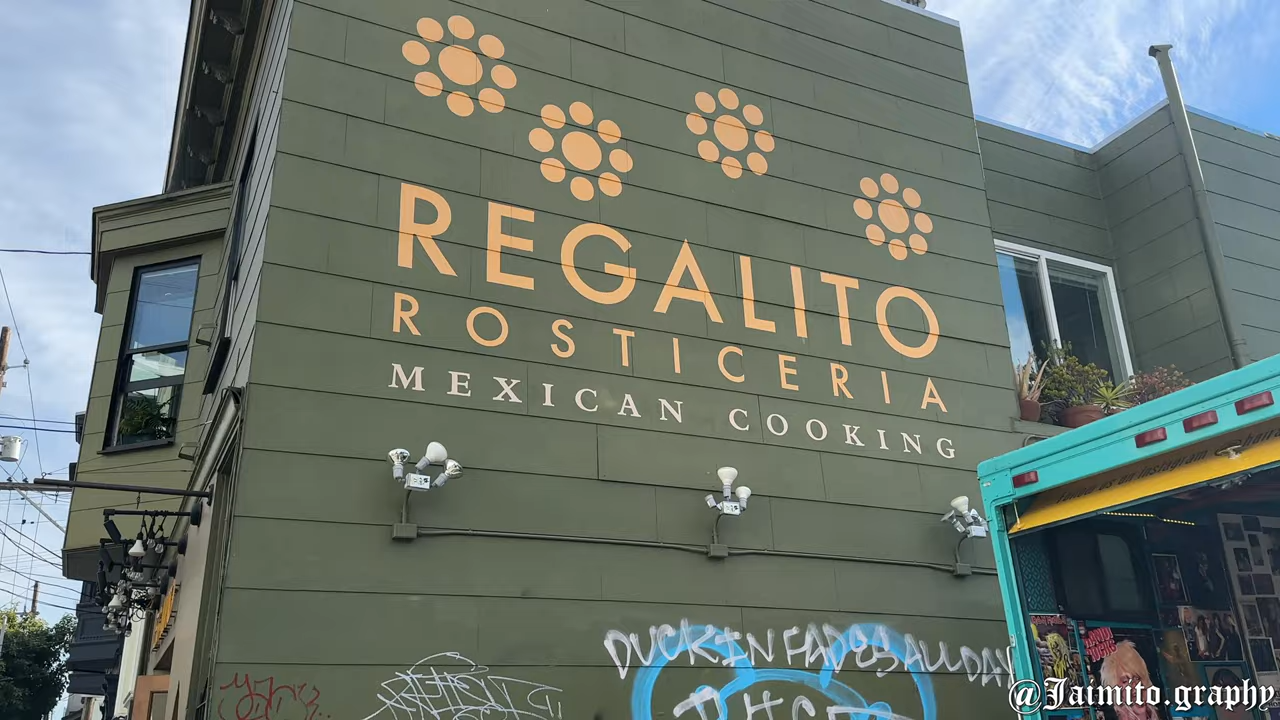 REGALITO
ROSTICERIA
MEXICAN COOKING
DUCKIN FADES ALL DAY
@Jaimito.graphy